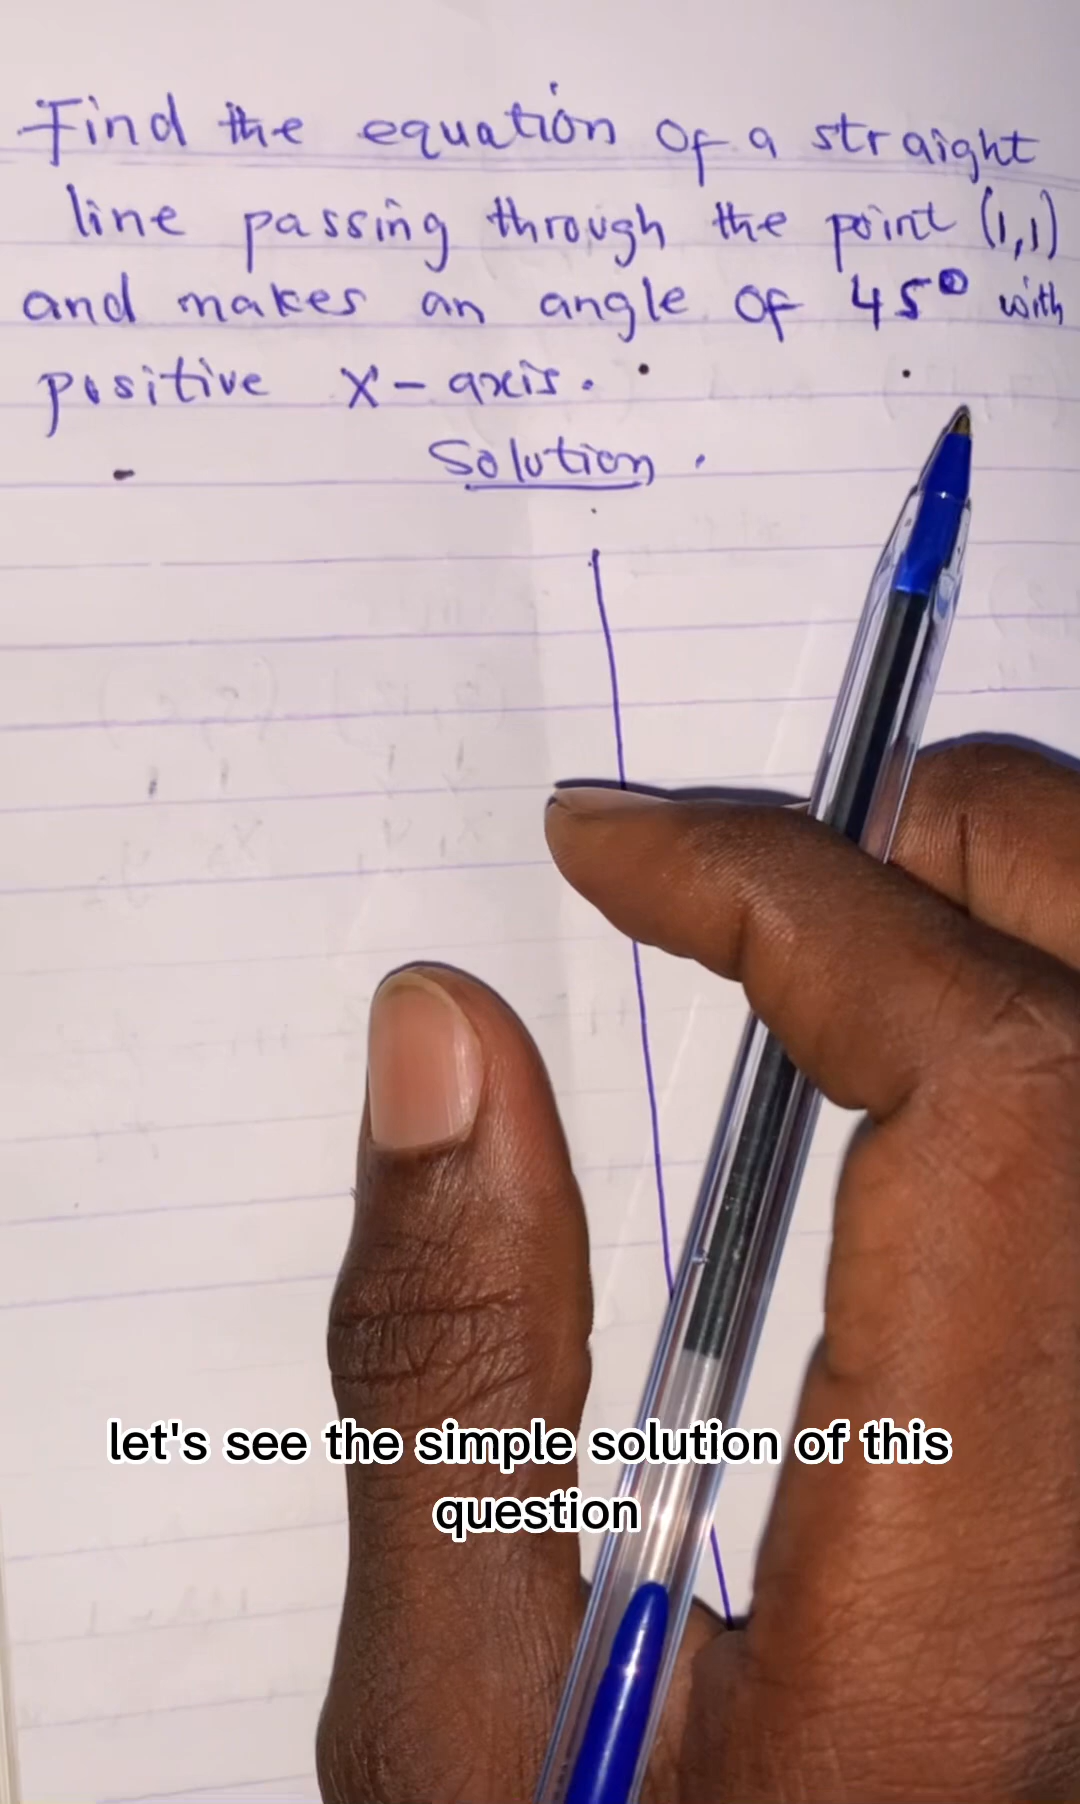 Find the equation of a straight
line passing through the point (1,1)
and makes an angle of 45° with
positive x-axis.
Solution.
let's see the simple solution of this
question